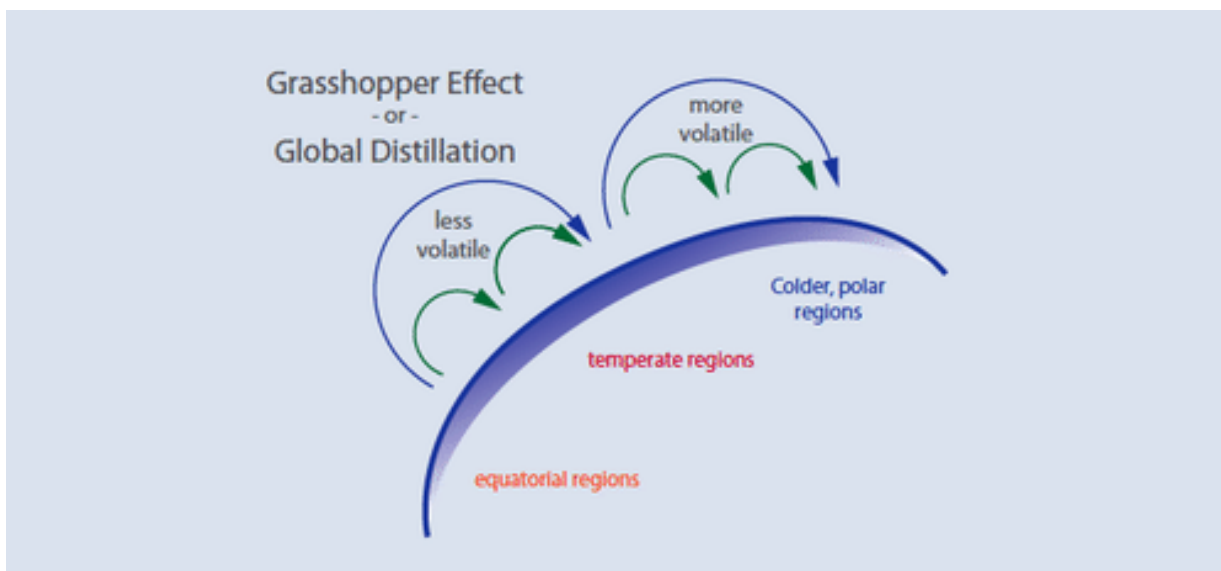 Grasshopper Effect
- or -
Global Distillation
more
volatile
less
volatile
Colder, polar
regions
temperate regions
equatorial regions